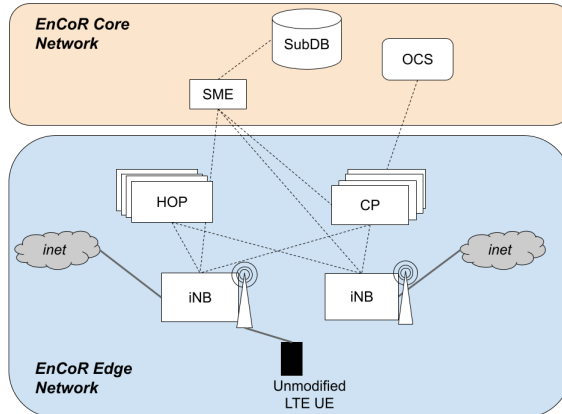 EnCoR Core
Network
SubDB
OCS
SME
HOP
CP
inet
inet
iNB
iNB
EnCoR Edge
Network
Unmodified
LTE UE